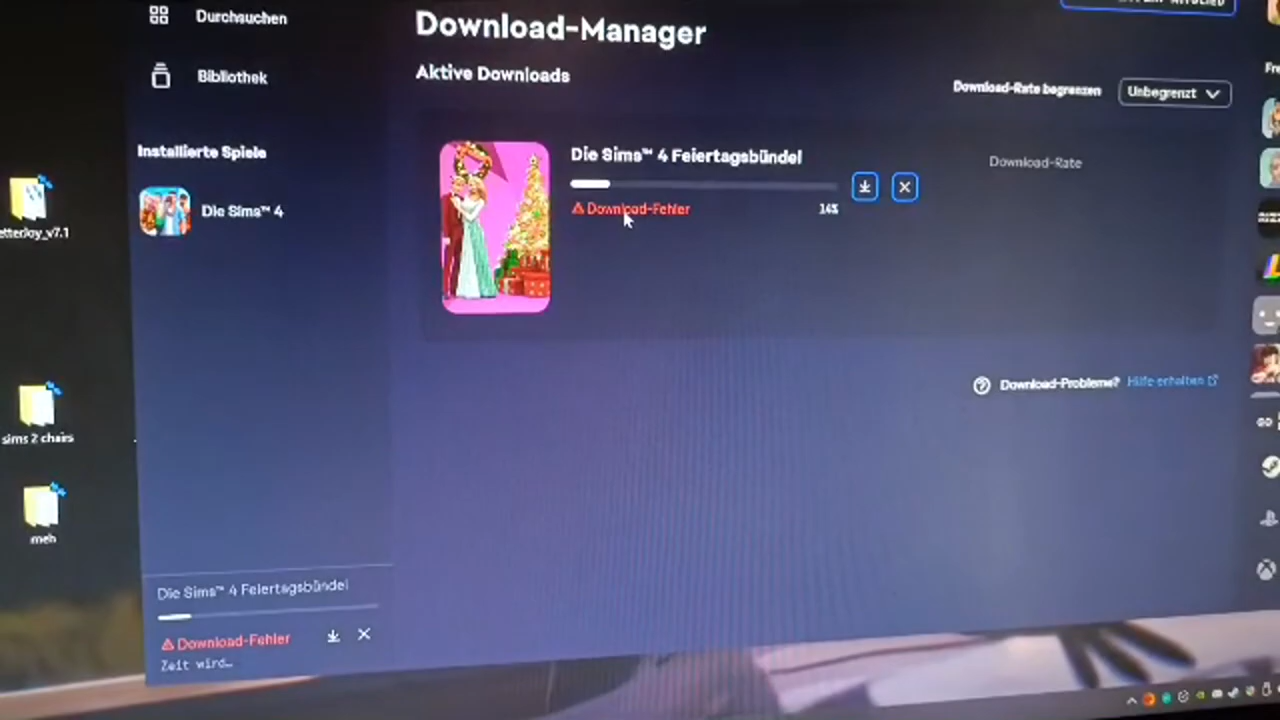 Durchsuchen
Download-Manager
Bibliothek
Aktive Downloads
Download-Rate begrenzen
Unbegrenzt
Installierte Spiele
Die Sims™ 4
Die Sims™ 4 Feiertagsbündel
Download-Rate
Download-Fehler
14%
etterJoy_v7.1
Download-Probleme? Hilfe erhalten
sims 2 chairs
meh
Die Sims™ 4 Feiertagsbündel
Download-Fehler
Zeit wird…